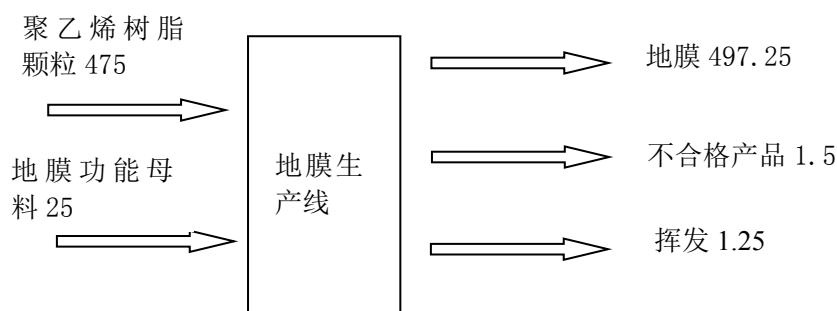 聚乙烯树脂
颗粒 475
地膜功能母
料 25
地膜生
产线
地膜 497.25
不合格产品 1.5
挥发 1.25